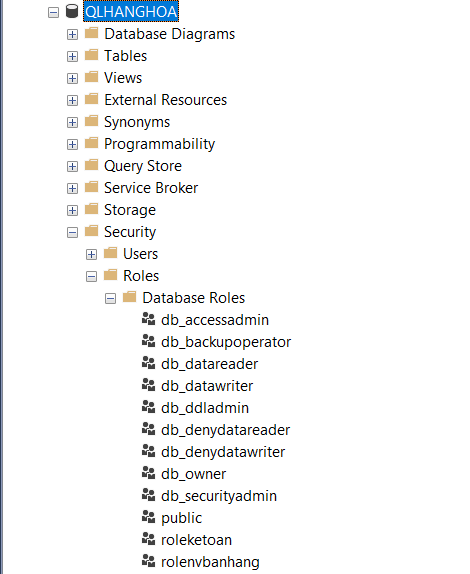 QLHANGHOA
Database Diagrams
Tables
Views
External Resources
Synonyms
Programmability
Query Store
Service Broker
Storage
Security
Users
Roles
Database Roles
db_accessadmin
db_backupoperator
db_datareader
db_datawriter
db_ddladmin
db_denydatareader
db_denydatawriter
db_owner
db_securityadmin
public
roleketoan
rolenvbanhang